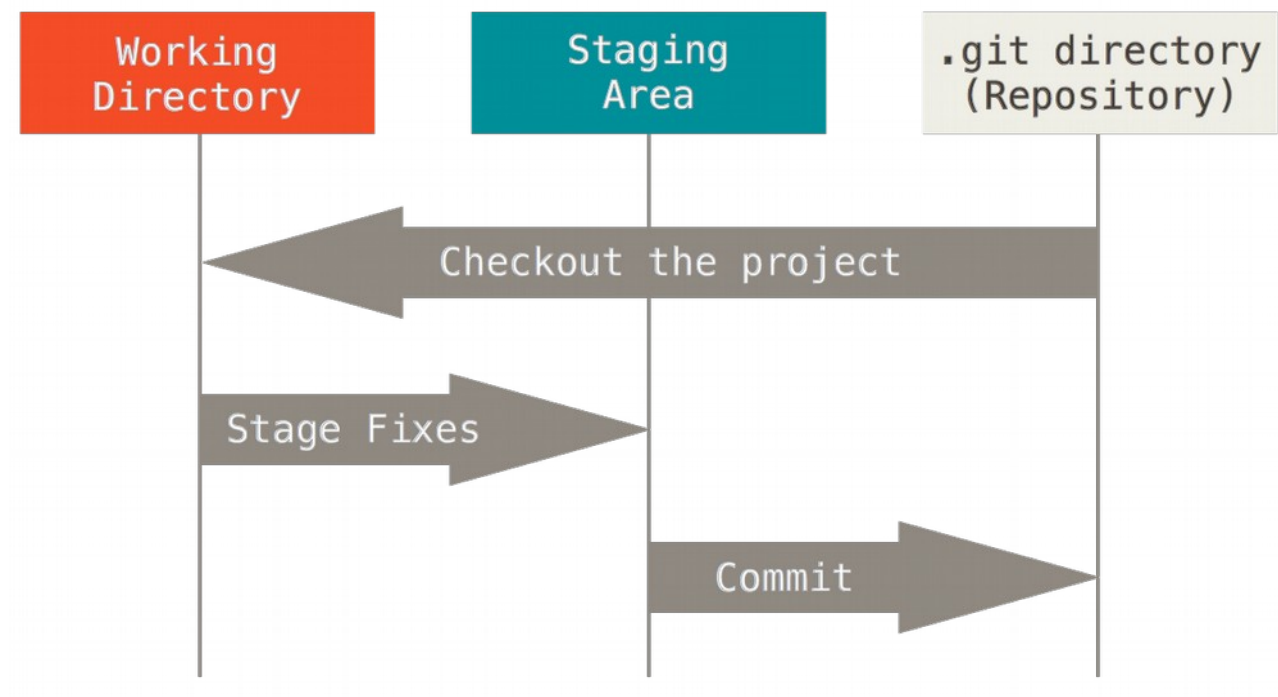 Working
Directory
Staging
Area
.git directory
(Repository)
Checkout the project
Stage Fixes
Commit